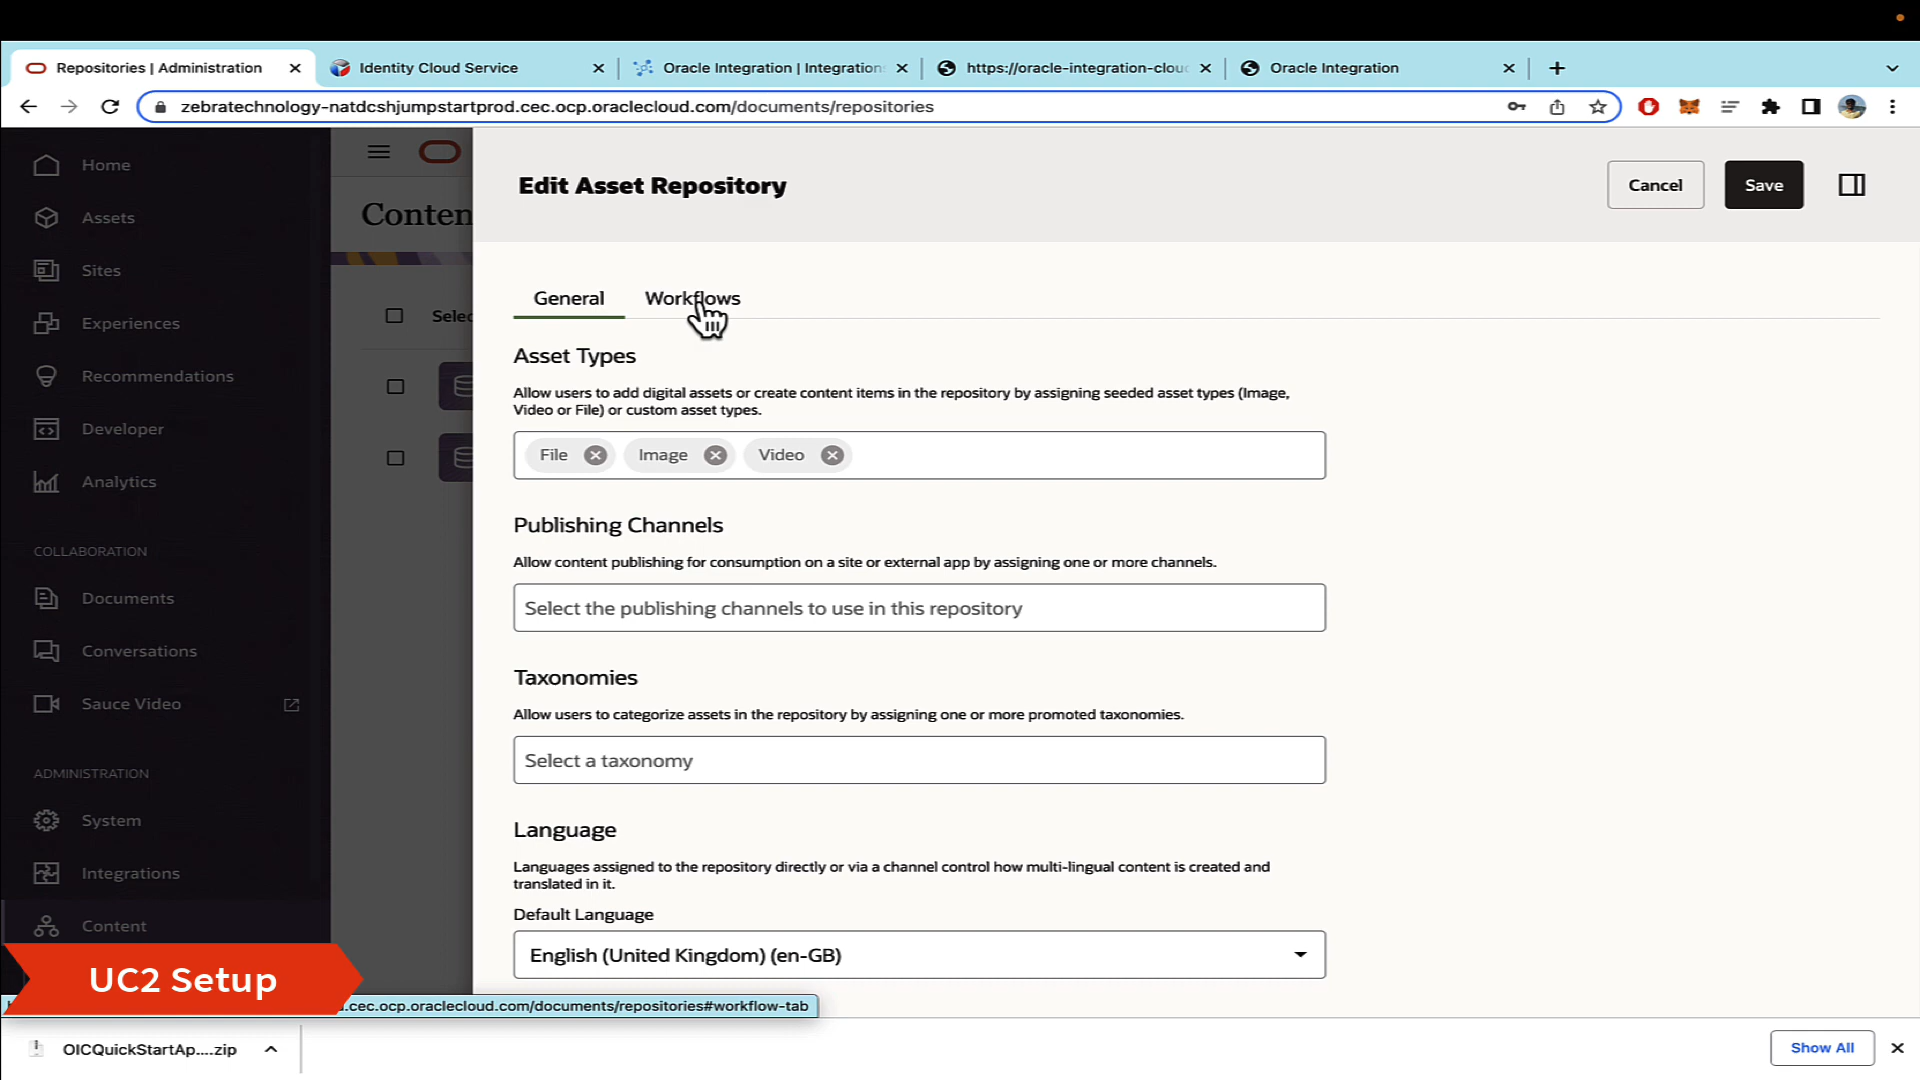 Repositories | Administration
Identity Cloud Service
Oracle Integration | Integrations
https://oracle-integration-clou
Oracle Integration
zebratechnology-natdcshjumpstartprod.cec.ocp.oraclecloud.com/documents/repositories
Home
Assets
Sites
Experiences
Recommendations
Developer
Analytics
COLLABORATION
Documents
Conversations
Sauce Video
ADMINISTRATION
System
Integrations
Content
UC2 Setup
Conten
Selec
Edit Asset Repository
Cancel
Save
General
Workflows
Asset Types
Allow users to add digital assets or create content items in the repository by assigning seeded asset types (Image,
Video or File) or custom asset types.
File
Image
Video
Publishing Channels
Allow content publishing for consumption on a site or external app by assigning one or more channels.
Select the publishing channels to use in this repository
Taxonomies
Allow users to categorize assets in the repository by assigning one or more promoted taxonomies.
Select a taxonomy
Language
Languages assigned to the repository directly or via a channel control how multi-lingual content is created and
translated in it.
Default Language
English (United Kingdom) (en-GB)
.cec.ocp.oraclecloud.com/documents/repositories#workflow-tab
OICQuickStartAp....zip
Show All